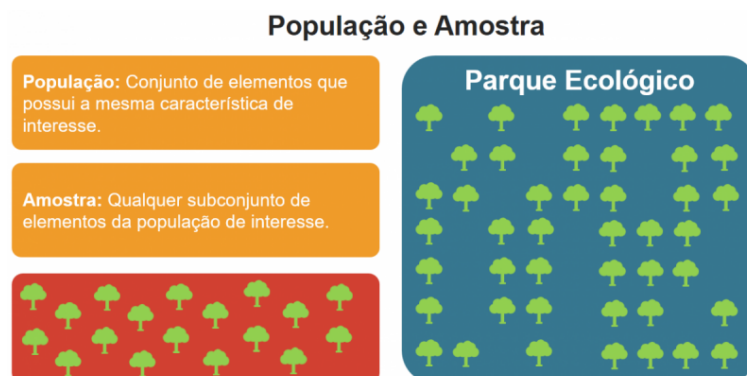 População e Amostra
População: Conjunto de elementos que
possui a mesma característica de
interesse.
Amostra: Qualquer subconjunto de
elementos da população de interesse.
Parque Ecológico